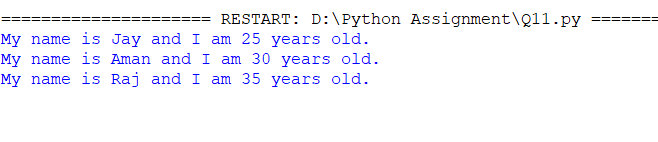 ===================== RESTART: D:\Python Assignment\Q11.py =======
My name is Jay and I am 25 years old.
My name is Aman and I am 30 years old.
My name is Raj and I am 35 years old.